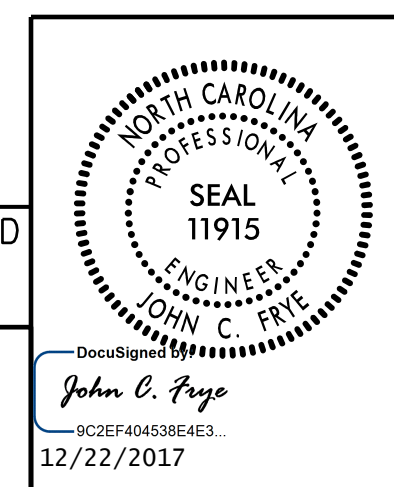 NORTH CAROLINA
PROFESSIONAL
SEAL
11915
ENGINEER
JOHN C. FRYE
D
DocuSigned by:
John C. Frye
9C2EF404538E4E3...
12/22/2017